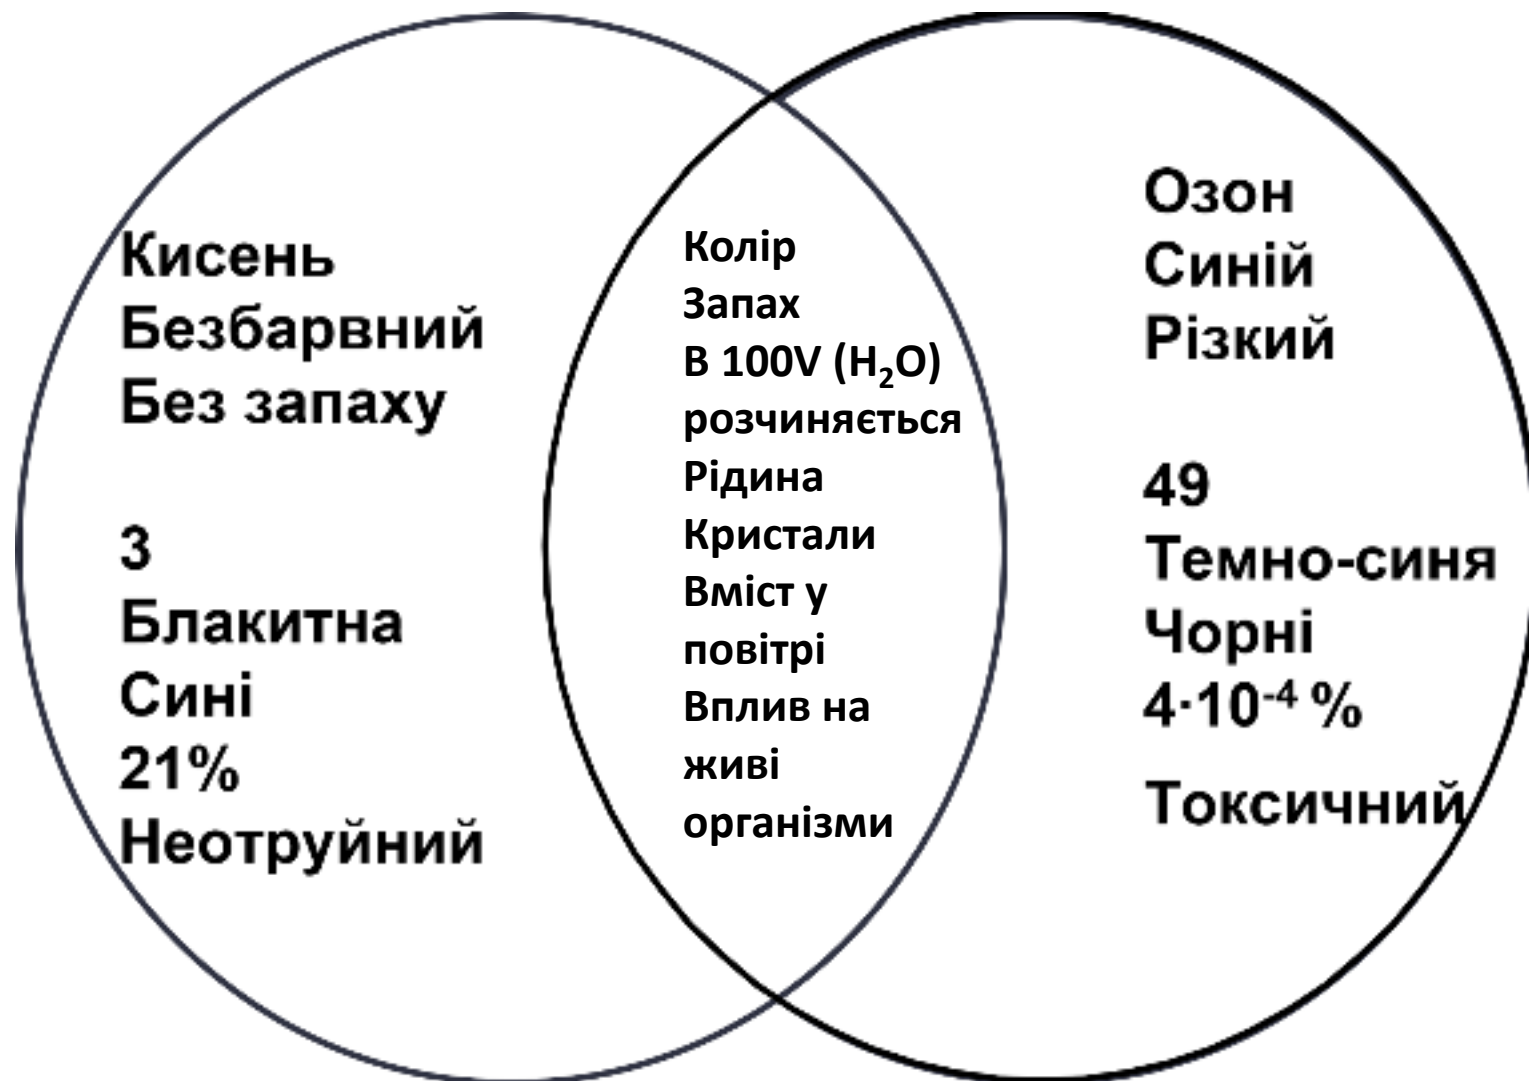 Кисень
Безбарвний
Без запаху
3
Блакитна
Сині
21%
Неотруйний
Колір
Запах
В 100V (H₂O)
розчиняється
Рідина
Кристали
Вміст у
повітрі
Вплив на
живі
організми
Озон
Синій
Різкий
49
Темно-синя
Чорні
4·10⁻⁴ %
Токсичний